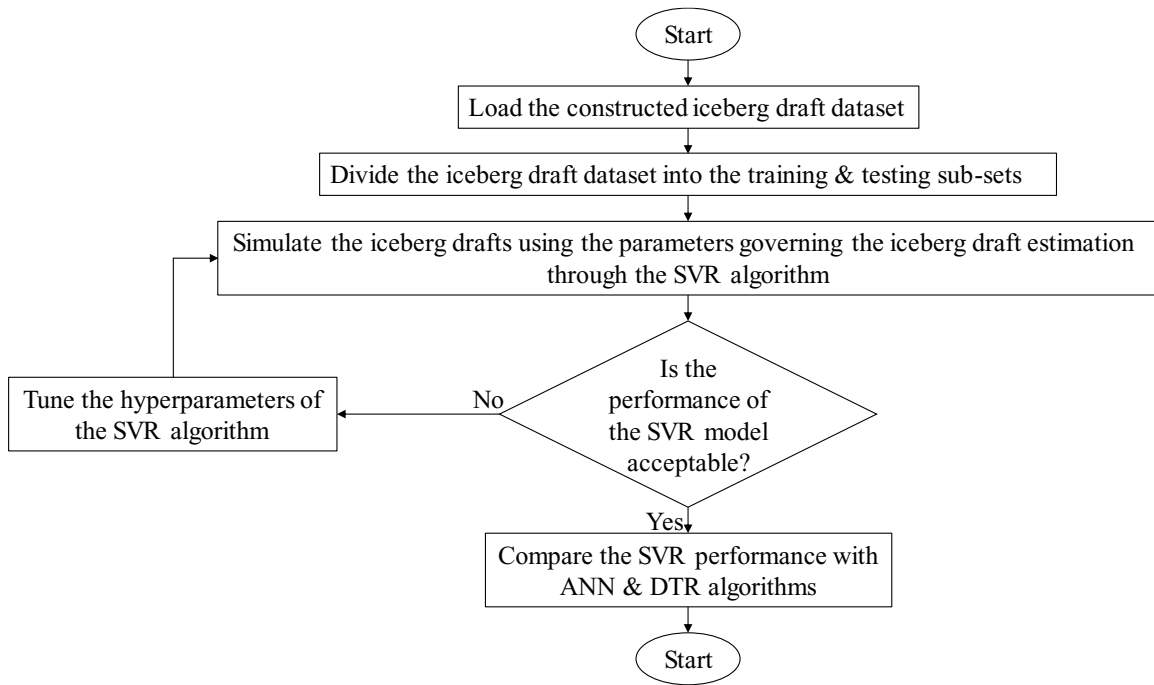 Start
Load the constructed iceberg draft dataset
Divide the iceberg draft dataset into the training & testing sub-sets
Simulate the iceberg drafts using the parameters governing the iceberg draft estimation
through the SVR algorithm
Is the
performance of
the SVR model
acceptable?
No
Tune the hyperparameters of
the SVR algorithm
Yes
Compare the SVR performance with
ANN & DTR algorithms
Start